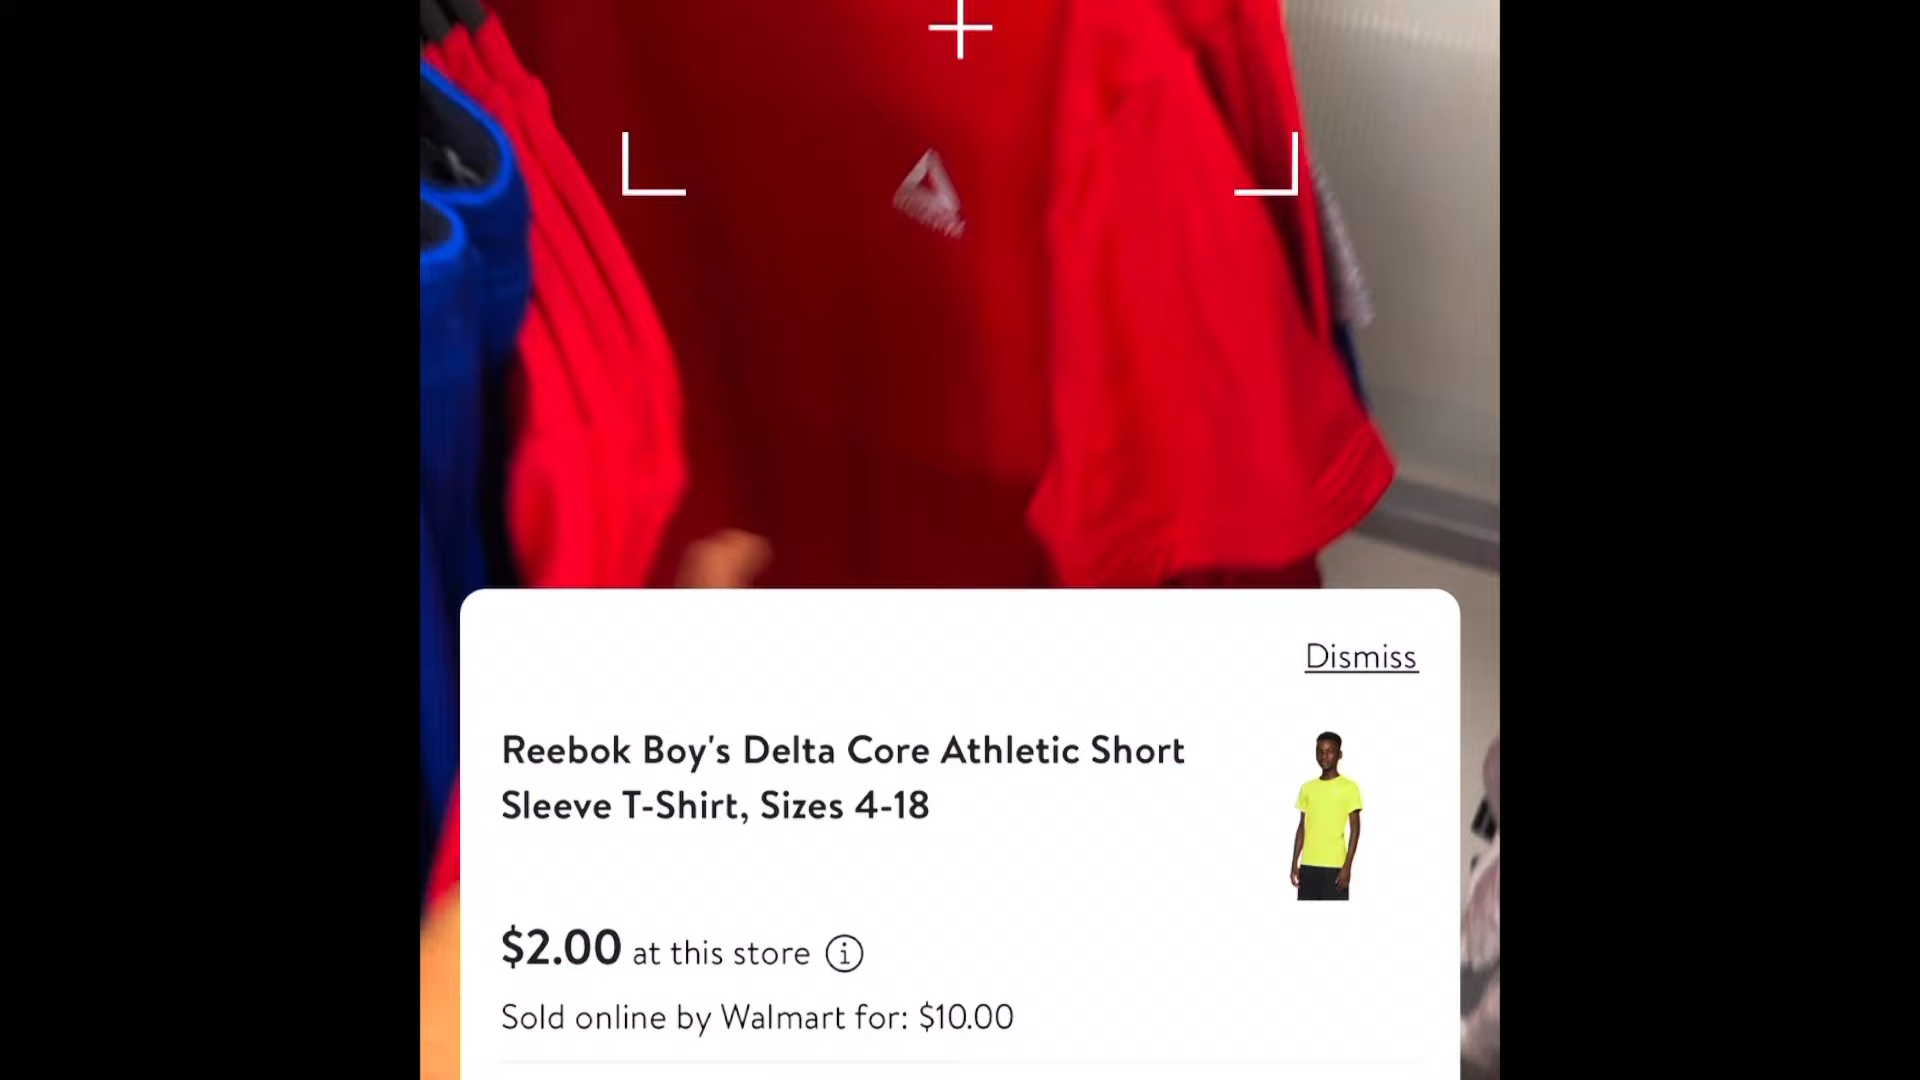 Dismiss
Reebok Boy's Delta Core Athletic Short
Sleeve T-Shirt, Sizes 4-18
$2.00 at this store
Sold online by Walmart for: $10.00